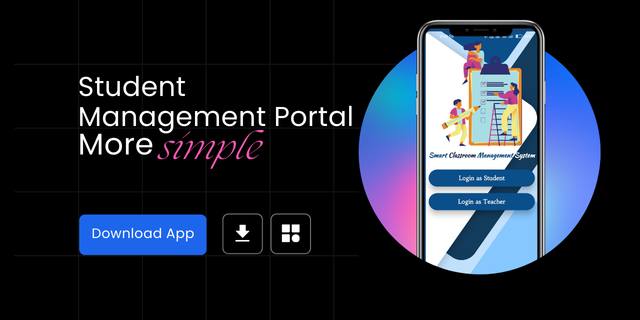 Student
Management Portal
More simple
Download App
Smart Classroom Management System
Login as Student
Login as Teacher